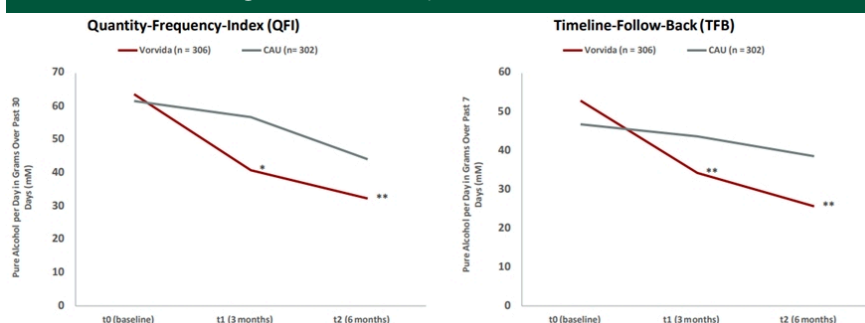 Quantity-Frequency-Index (QFI)
Vorvida (n = 306)
CAU (n= 302)
Pure Alcohol per Day in Grams Over Past 30
Days (mM)
70
60
50
40
30
20
10
0
*
**
t0 (baseline)
t1 (3 months)
t2 (6 months)
Timeline-Follow-Back (TFB)
Vorvida (n = 306)
CAU (n = 302)
Pure Alcohol per Day in Grams Over Past 7
Days (mM)
60
50
40
30
20
10
0
**
**
t0 (baseline)
t1 (3 months)
t2 (6 months)